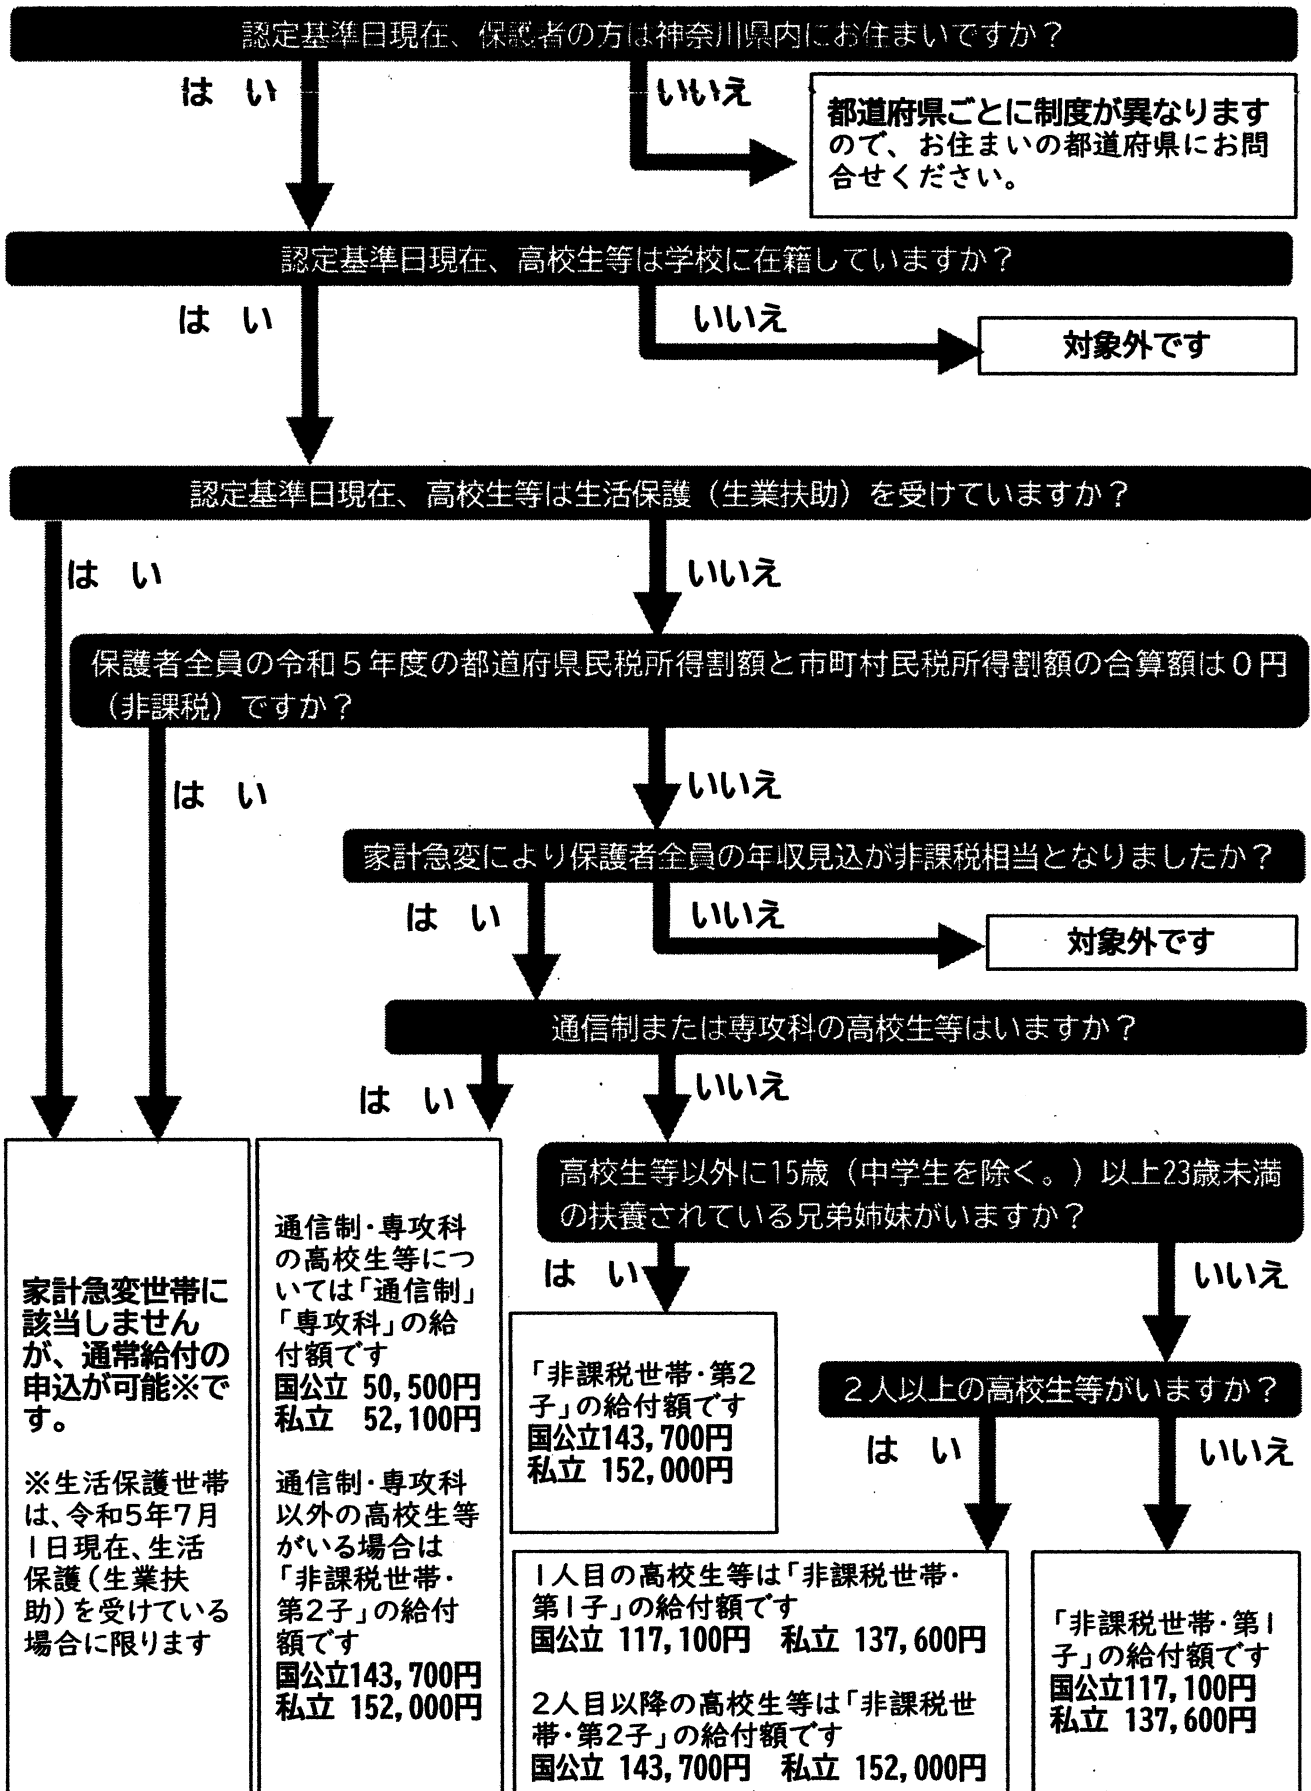 認定基準日現在、保護者の方は神奈川県内にお住まいですか？
は　い
いいえ
都道府県ごとに制度が異なります
ので、お住まいの都道府県にお問
合せください。
認定基準日現在、高校生等は学校に在籍していますか？
は　い
いいえ
対象外です
認定基準日現在、高校生等は生活保護（生業扶助）を受けていますか？
は　い
いいえ
保護者全員の令和５年度の都道府県民税所得割額と市町村民税所得割額の合算額は０円
（非課税）ですか？
は　い
いいえ
家計急変により保護者全員の年収見込が非課税相当となりましたか？
は　い
いいえ
対象外です
通信制または専攻科の高校生等はいますか？
は　い
いいえ
高校生等以外に15歳（中学生を除く。）以上23歳未満
の扶養されている兄弟姉妹がいますか？
は　い
いいえ
家計急変世帯に
該当しません
が、通常給付の
申込が可能※で
す。
※生活保護世帯
は、令和5年7月
1日現在、生活
保護（生業扶
助）を受けている
場合に限ります
通信制・専攻科
の高校生等につ
いては「通信制」
「専攻科」の給
付額です
国公立 50,500円
私立　52,100円
通信制・専攻科
以外の高校生等
がいる場合は
「非課税世帯・
第2子」の給付
額です
国公立143,700円
私立 152,000円
「非課税世帯・第2
子」の給付額です
国公立143,700円
私立 152,000円
２人以上の高校生等がいますか？
は　い
いいえ
1人目の高校生等は「非課税世帯・
第1子」の給付額です
国公立 117,100円　私立 137,600円
2人目以降の高校生等は「非課税世
帯・第2子」の給付額です
国公立 143,700円　私立 152,000円
「非課税世帯・第1
子」の給付額です
国公立117,100円
私立 137,600円